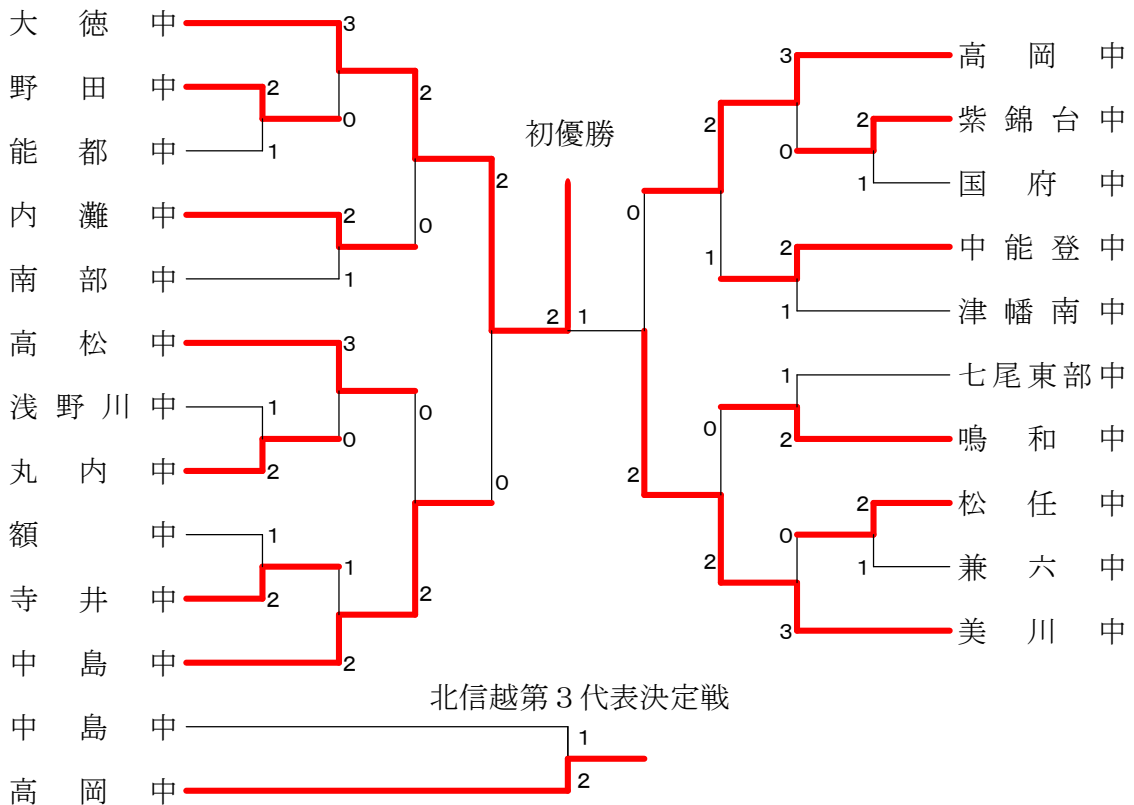 大徳中
3
野田中
2
0
能都中
1
2
内灘中
2
0
南部中
1
2
高松中
3
浅野川中
1
0
丸内中
2
0
額中
1
1
寺井中
2
2
中島中
2
0
初優勝
2 1
高岡中
3
紫錦台中
2
0
国府中
1
2
中能登中
2
1
津幡南中
1
0
七尾東部中
1
鳴和中
2
0
松任中
2
0
兼六中
1
2
美川中
3
2
北信越第3代表決定戦
中島中
1
高岡中
2